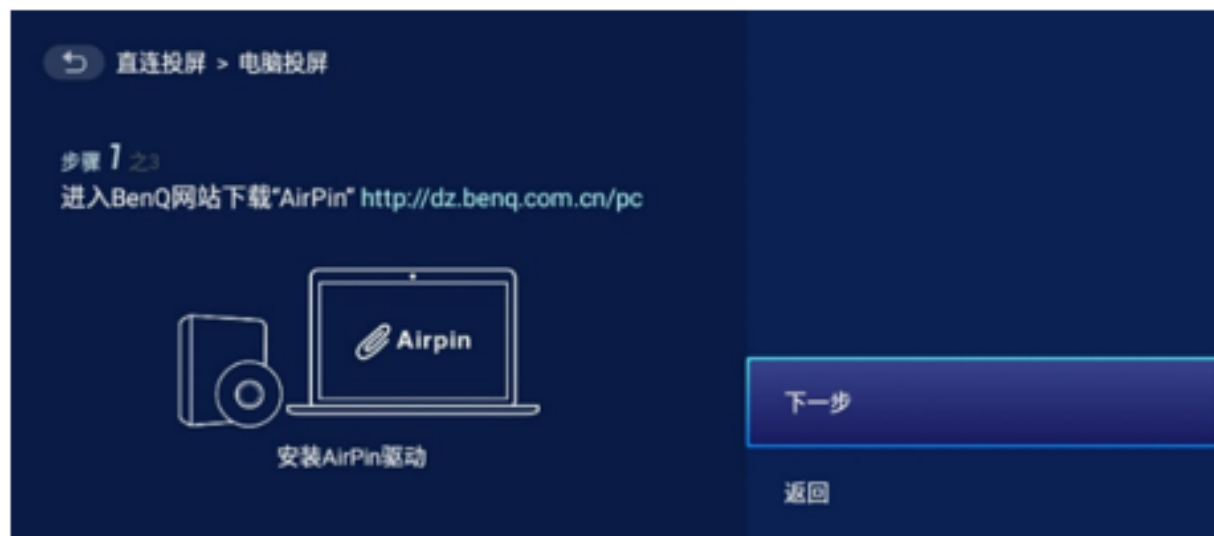 直连投屏 > 电脑投屏
步骤 1 之3
进入BenQ网站下载“AirPin” http://dz.benq.com.cn/pc
Airpin
安装AirPin驱动
下一步
返回